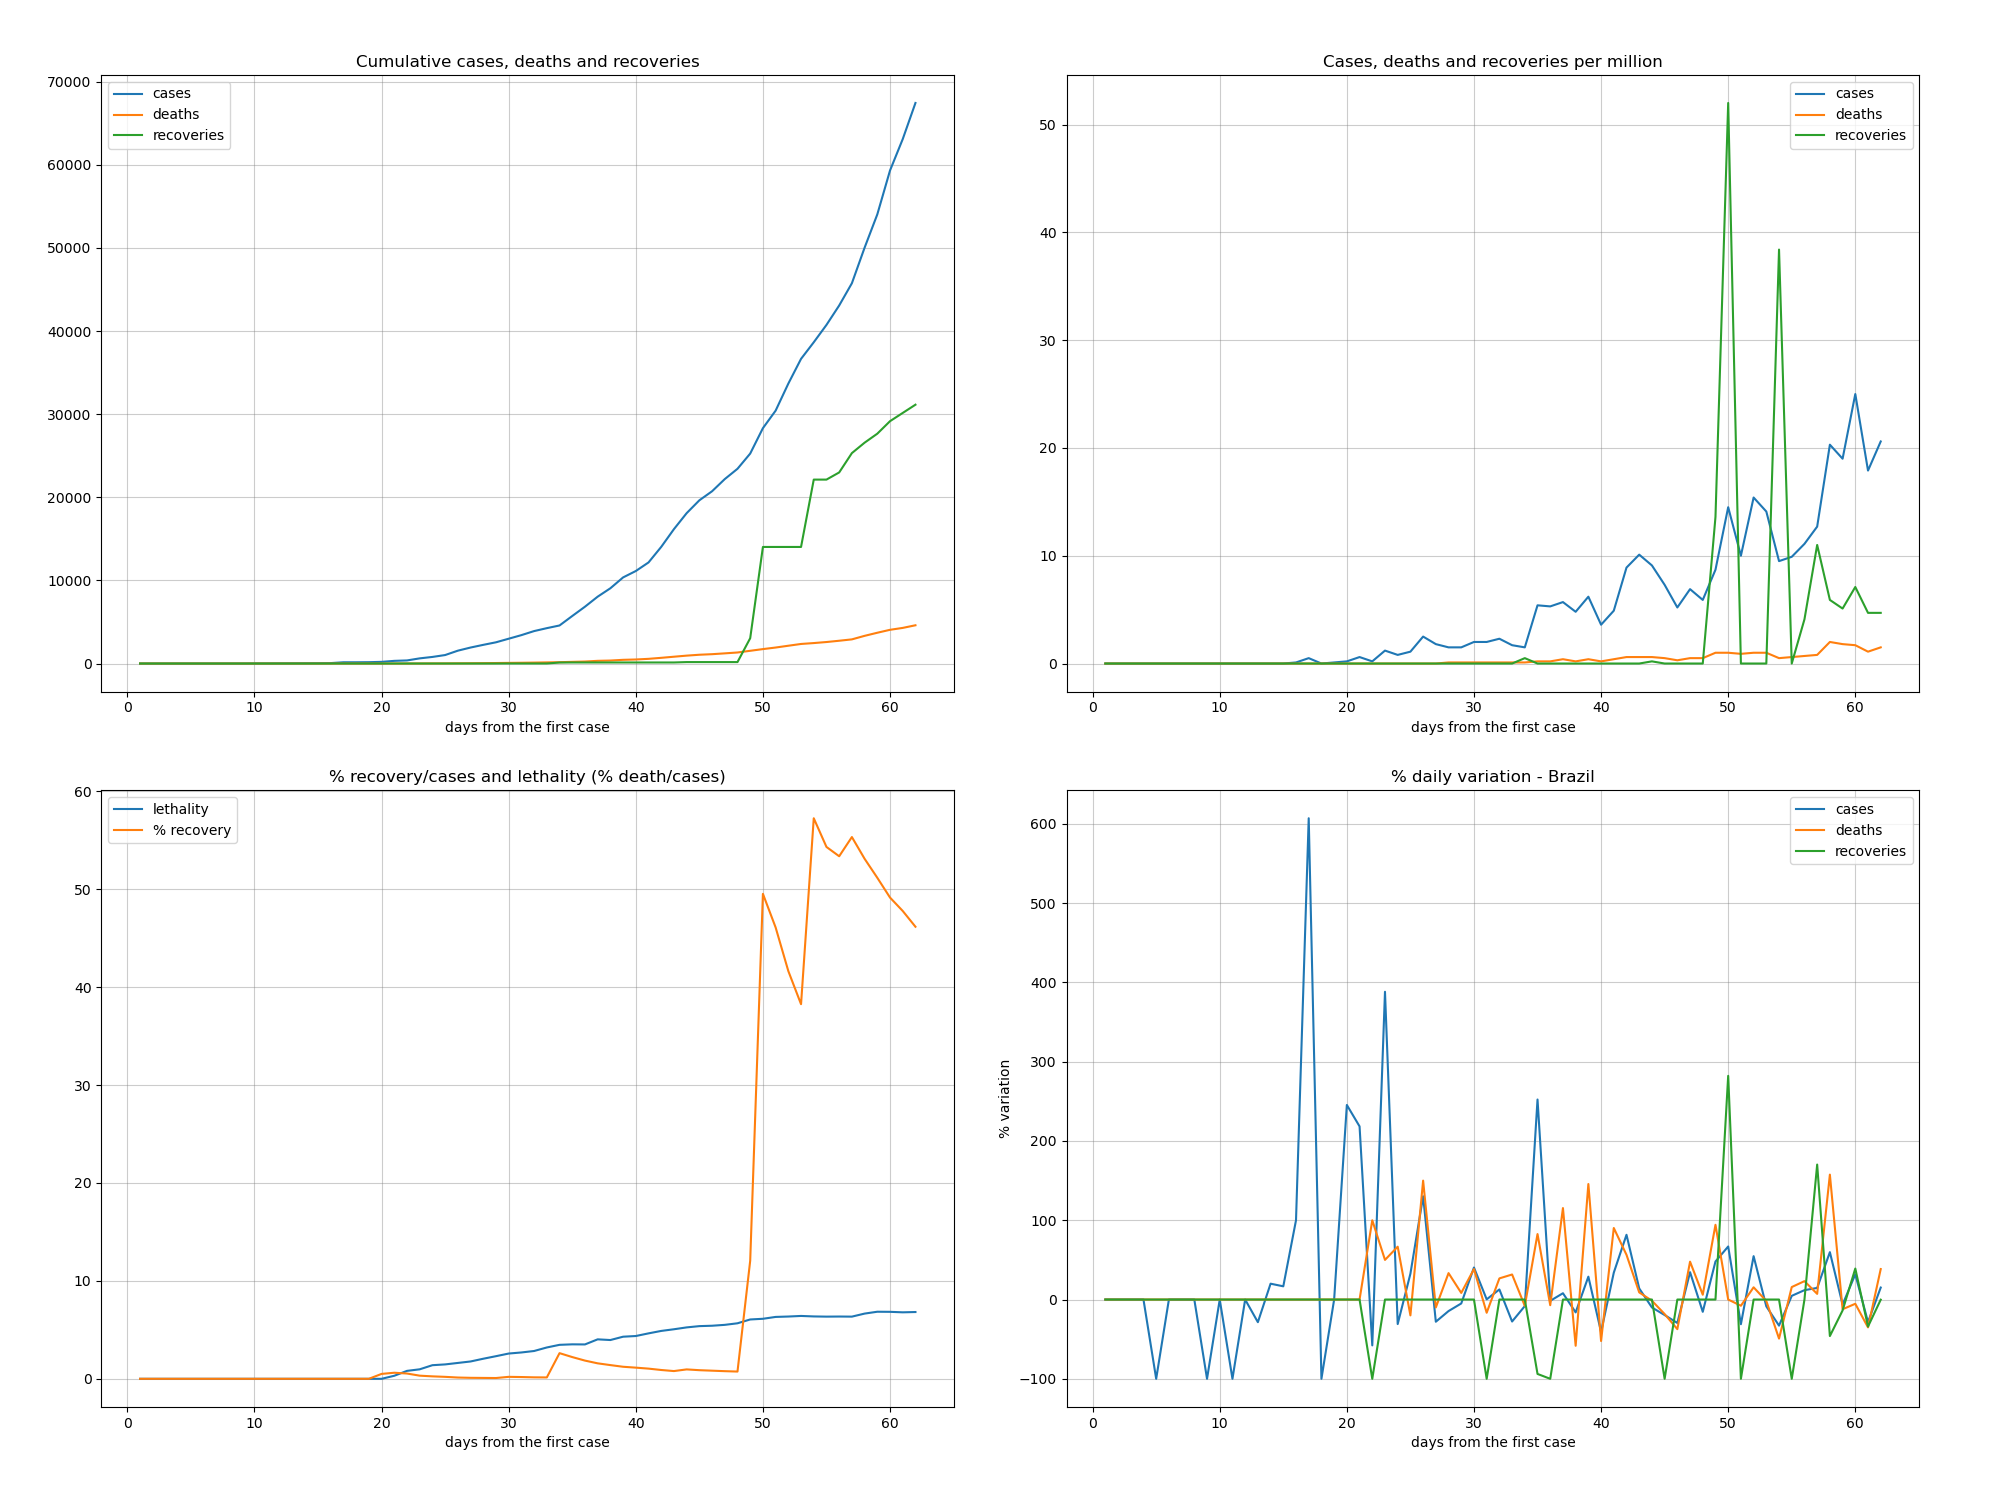 Cumulative cases, deaths and recoveries
70000
60000
50000
40000
30000
20000
10000
0
cases
deaths
recoveries
0 10 20 30 40 50 60
days from the first case
Cases, deaths and recoveries per million
50
40
30
20
10
0
cases
deaths
recoveries
0 10 20 30 40 50 60
days from the first case
% recovery/cases and lethality (% death/cases)
60
50
40
30
20
10
0
lethality
% recovery
0 10 20 30 40 50 60
days from the first case
% daily variation - Brazil
% variation
600
500
400
300
200
100
0
−100
cases
deaths
recoveries
0 10 20 30 40 50 60
days from the first case